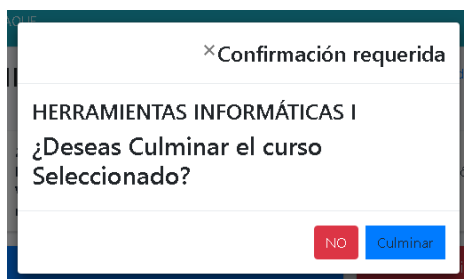 ×Confirmación requerida
HERRAMIENTAS INFORMÁTICAS I
¿Deseas Culminar el curso
Seleccionado?
NO
Culminar